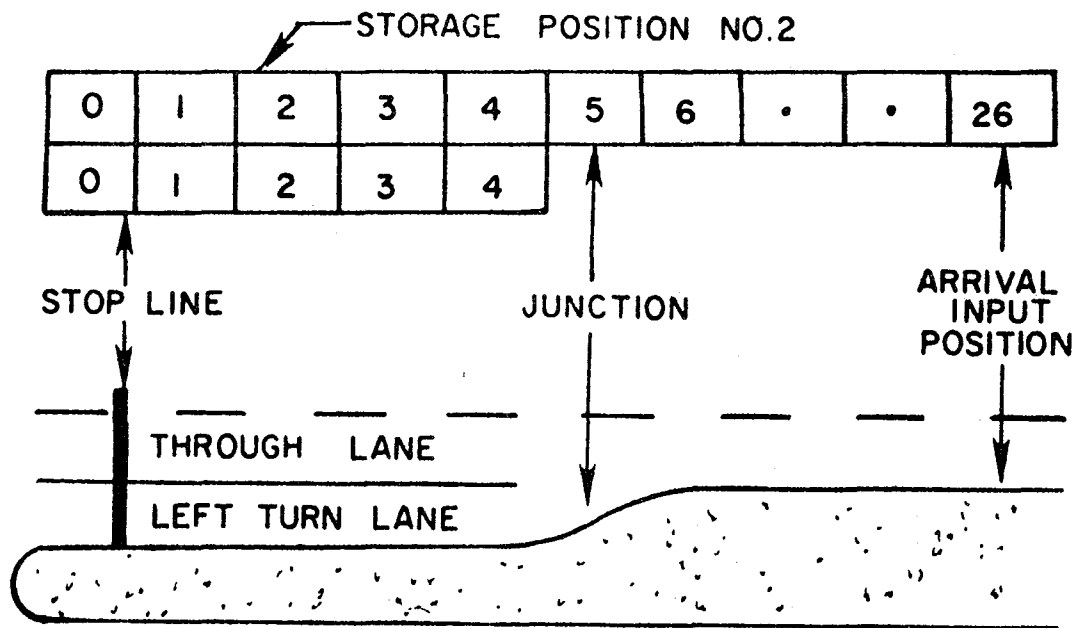 STORAGE POSITION NO.2
0 1 2 3 4 5 6 • • 26
0 1 2 3 4
STOP LINE
JUNCTION
ARRIVAL
INPUT
POSITION
THROUGH LANE
LEFT TURN LANE